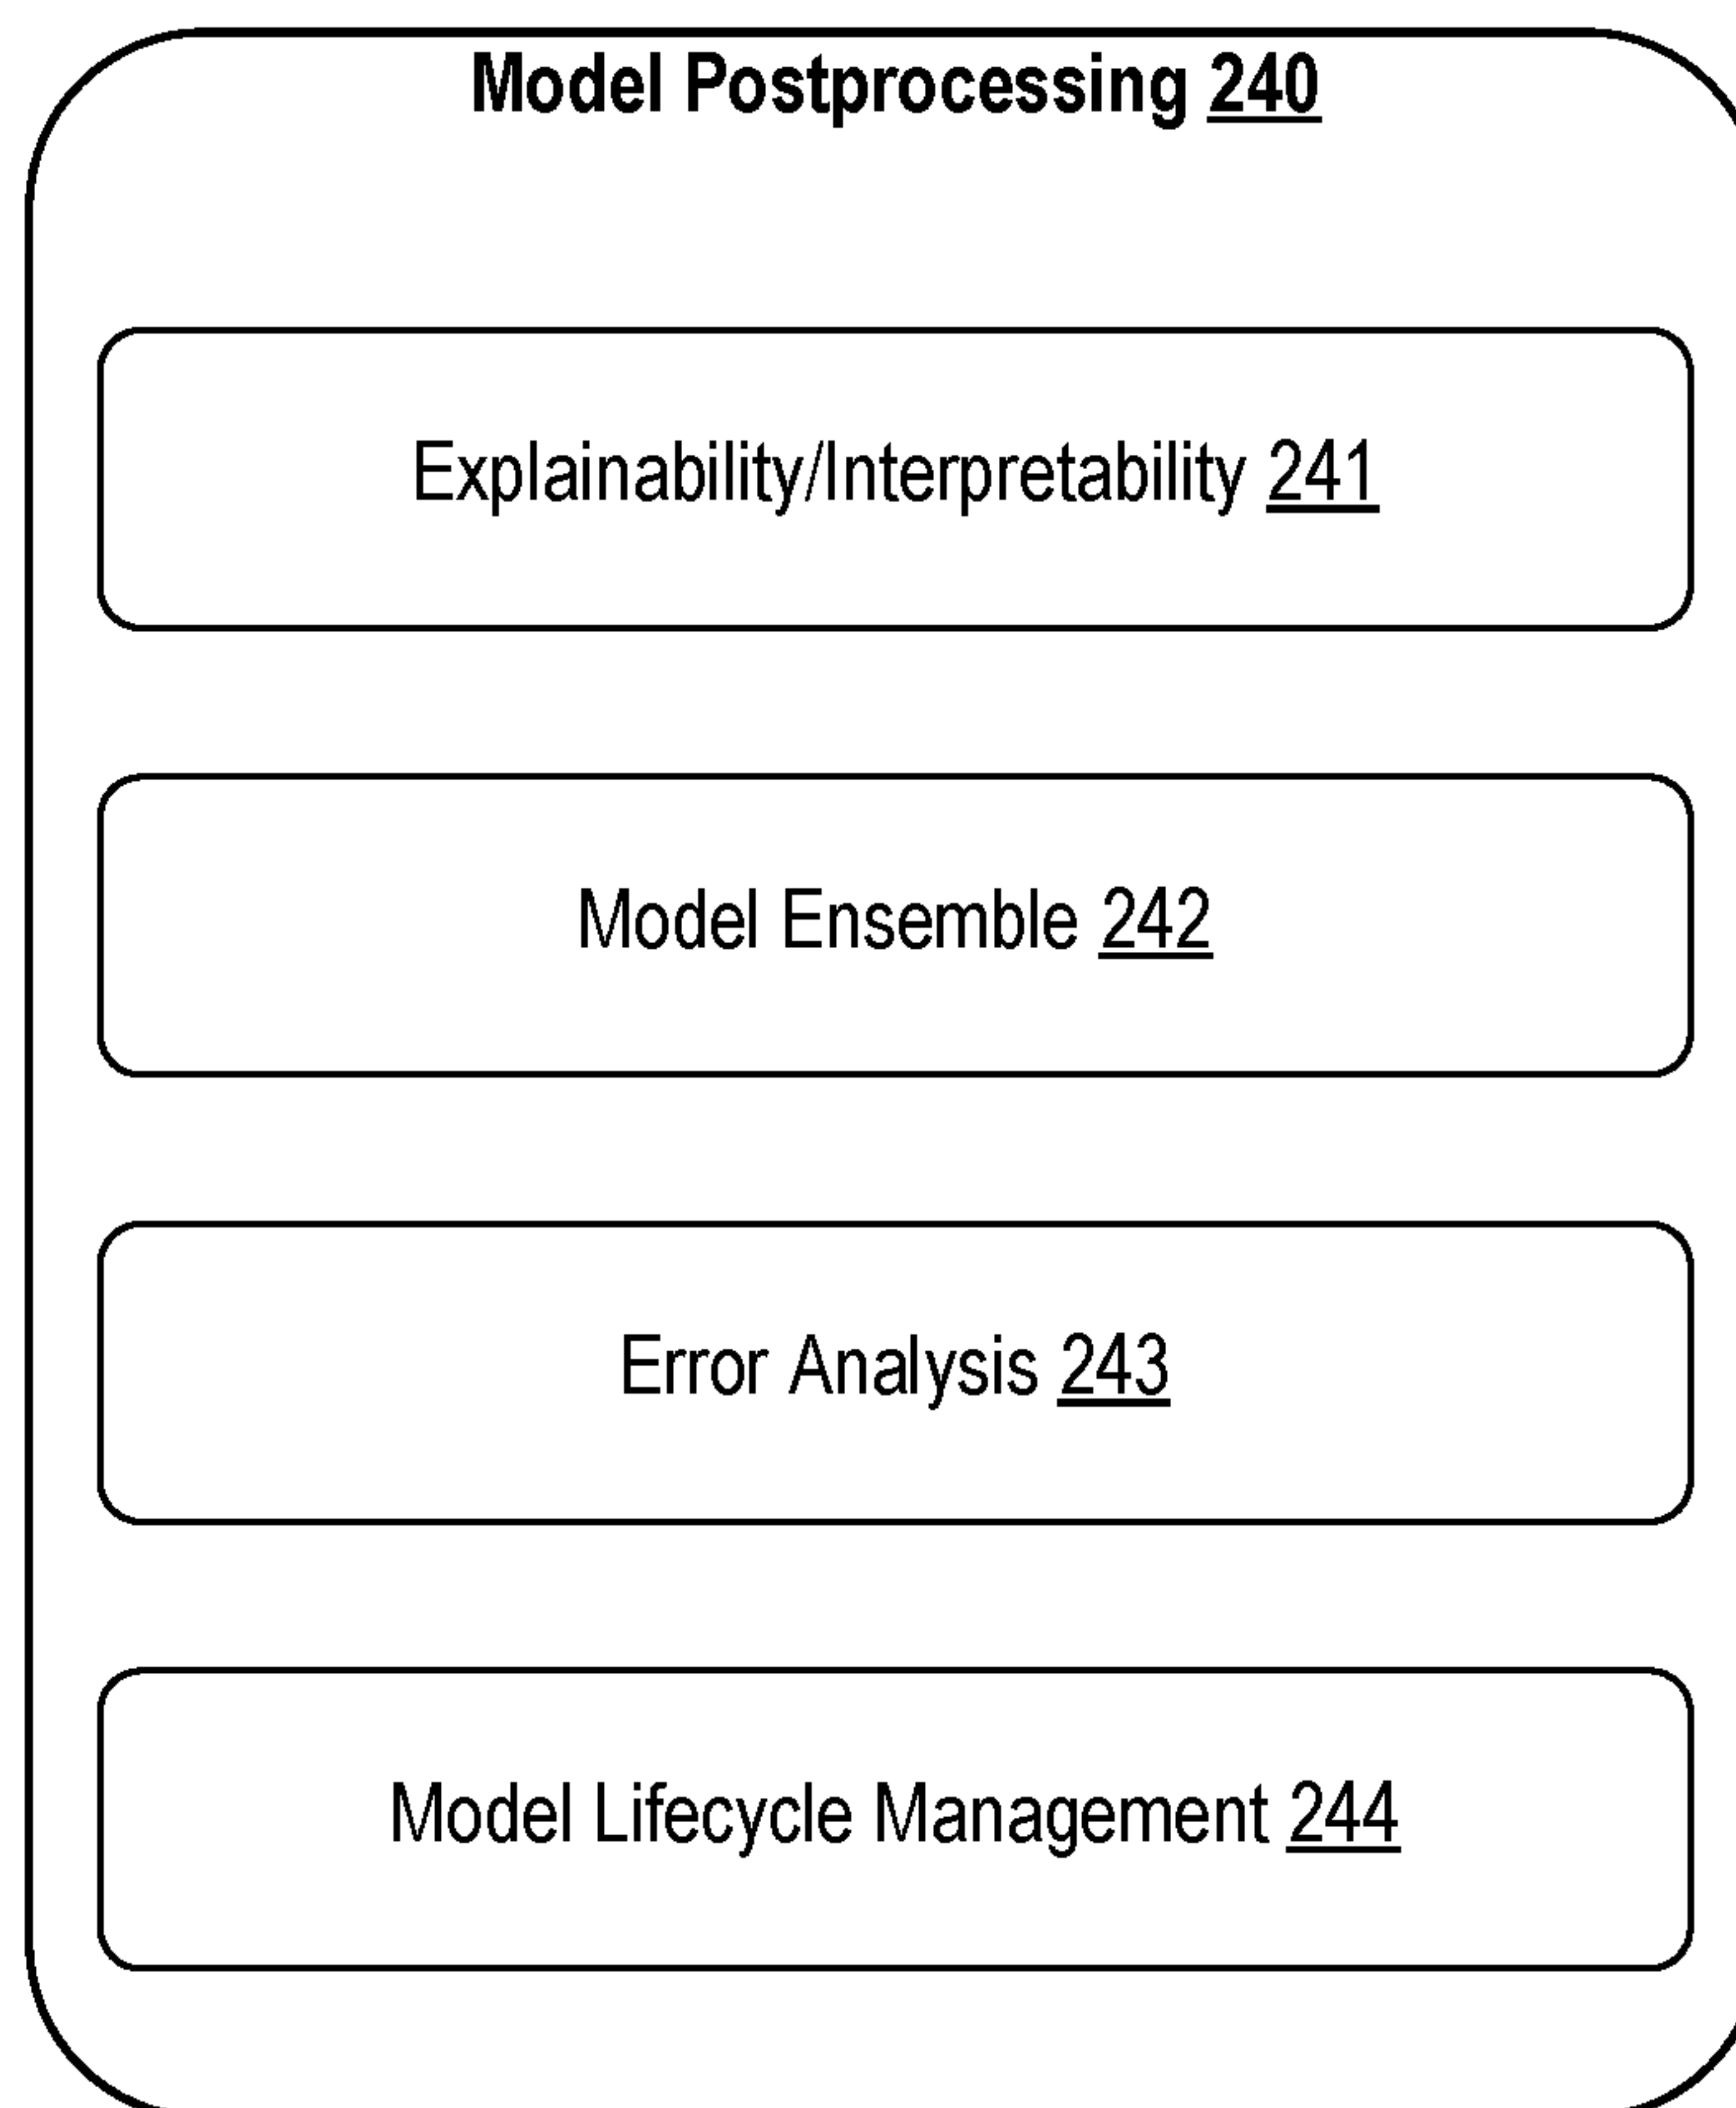 Model Postprocessing 240
Explainability/Interpretability 241
Model Ensemble 242
Error Analysis 243
Model Lifecycle Management 244